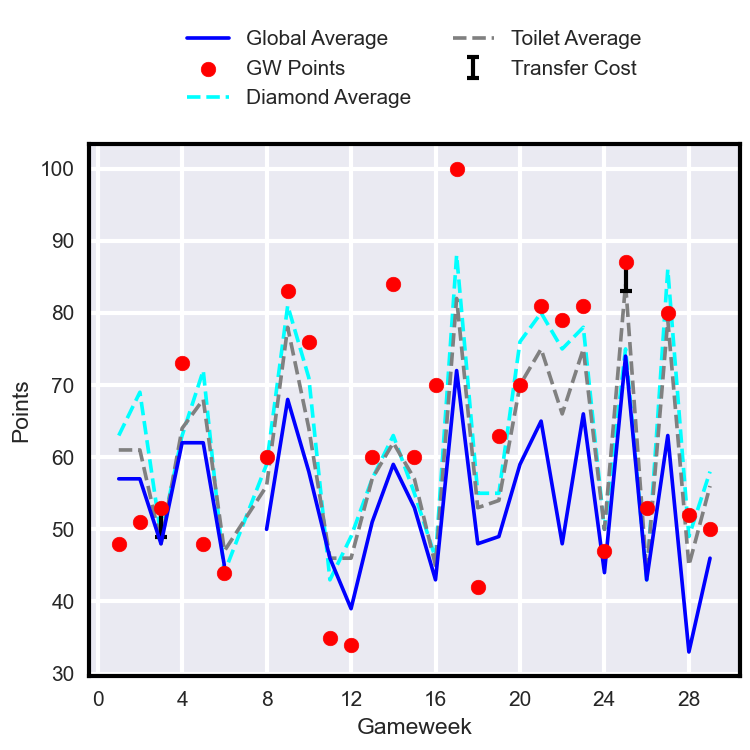 Global Average
GW Points
Diamond Average
Toilet Average
Transfer Cost
Points
100
90
80
70
60
50
40
30
0 4 8 12 16 20 24 28
Gameweek